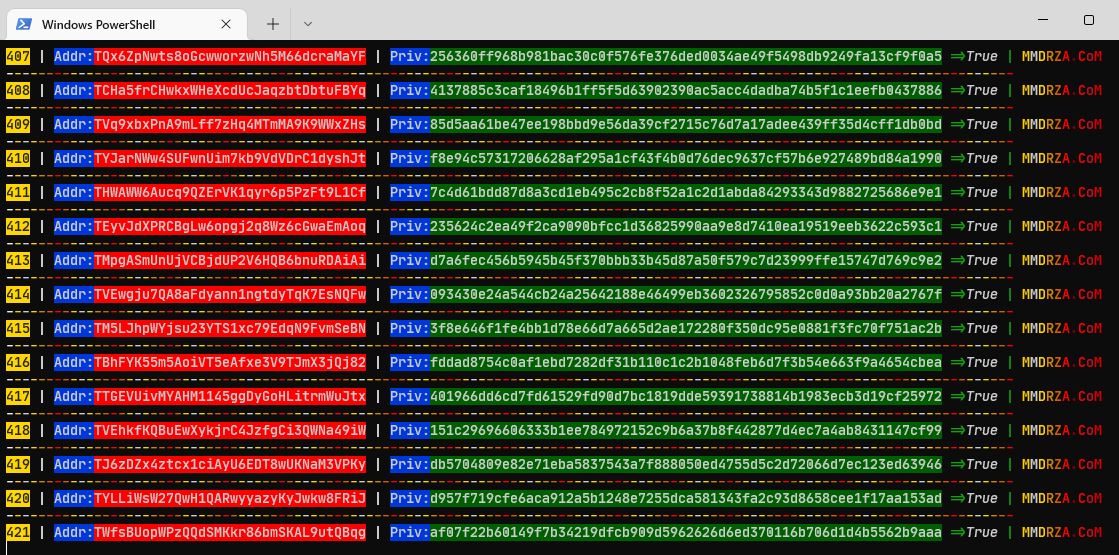 Windows PowerShell
407 | Addr:TQx6ZpNwts8oGcwworzwNh5M66dcraMaYF | Priv:256360ff968b981bac30c0f576fe376ded0034ae49f5498db9249fa13cf9f0a5 =>True | MMDRZA.CoM
408 | Addr:TCHa5frCHwkxWHeXcdUcJaqzbtDbtuFBYq | Priv:4137885c3caf18496b1ff5f5d63902390ac5acc4dadba74b5f1c1eefb0437886 =>True | MMDRZA.CoM
409 | Addr:TVq9xbxPnA9mLff7zHq4MTmMA9K9WWxZHs | Priv:85d5aa61be47ee198bbd9e56da39cf2715c76d7a17adee439ff35d4cff1db0bd =>True | MMDRZA.CoM
410 | Addr:TYJarNWw4SUFwnUim7kb9VdVDrC1dyshJt | Priv:f8e94c57317206628af295a1cf43f4b0d76dec9637cf57b6e927489bd84a1990 =>True | MMDRZA.CoM
411 | Addr:THWAWW6Aucq9QZErVK1qyr6p5PzFt9L1Cf | Priv:7c4d61bdd87d8a3cd1eb495c2cb8f52a1c2d1abda84293343d9882725686e9e1 =>True | MMDRZA.CoM
412 | Addr:TEyvJdXPRCBgLw6opgj2q8Wz6cGwaEmAoq | Priv:235624c2ea49f2ca9090bfcc1d36825990aa9e8d7410ea19519eeb3622c593c1 =>True | MMDRZA.CoM
413 | Addr:TMpgASmUnUjVCBjdUP2V6HQB6bnuRDAiAi | Priv:d7a6fec456b5945b45f370bbb33b45d87a50f579c7d23999ffe15747d769c9e2 =>True | MMDRZA.CoM
414 | Addr:TVEwgju7QA8aFdyann1ngtdyTqK7EsNQFw | Priv:093430e24a544cb24a25642188e46499eb3602326795852c0d0a93bb20a2767f =>True | MMDRZA.CoM
415 | Addr:TM5LJhpWYjsu23YTS1xc79EdqN9FvmSeBN | Priv:3f8e646f1fe4bb1d78e66d7a665d2ae172280f350dc95e0881f3fc70f751ac2b =>True | MMDRZA.CoM
416 | Addr:TBhFYK55m5AoiVT5eAfxe3V9TJmX3jQj82 | Priv:fddad8754c0af1ebd7282df31b110c1c2b1048feb6d7f3b54e663f9a4654cbea =>True | MMDRZA.CoM
417 | Addr:TTGEVUivMYAHM1145ggDyGoHLitrmWuJtx | Priv:401966dd6cd7fd61529fd90d7bc1819dde59391738814b1983ecb3d19cf25972 =>True | MMDRZA.CoM
418 | Addr:TVEhkfKQBuEwXykjrC4JzfgCi3QWNa49iW | Priv:151c29696606333b1ee784972152c9b6a37b8f442877d4ec7a4ab8431147cf99 =>True | MMDRZA.CoM
419 | Addr:TJ6zDZx4ztcx1ciAyU6EDT8wUKNaM3VPKy | Priv:db5704809e82e71eba5837543a7f888050ed4755d5c2d72066d7ec123ed63946 =>True | MMDRZA.CoM
420 | Addr:TYLLiWsW27QwH1QARwyyazyKyJwkw8FRiJ | Priv:d957f719cfe6aca912a5b1248e7255dca581343fa2c93d8658cee1f17aa153ad =>True | MMDRZA.CoM
421 | Addr:TWfsBUopWPzQQdSMKkr86bmSKAL9utQBqg | Priv:af07f22b60149f7b34219dfcb909d5962626d6ed370116b706d1d4b5562b9aaa =>True | MMDRZA.CoM